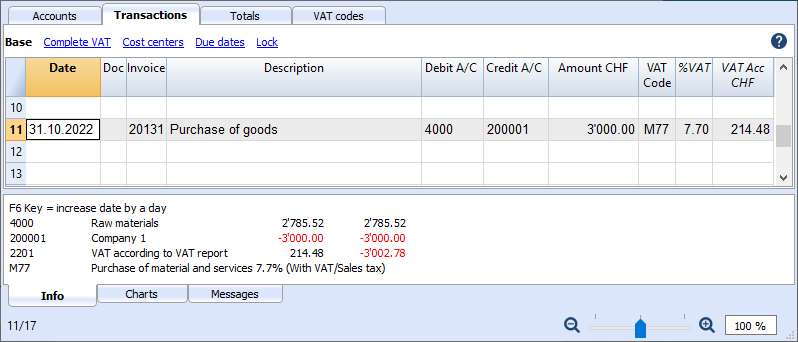 Accounts Transactions Totals VAT codes
Base Complete VAT Cost centers Due dates Lock ?
Date Doc Invoice Description Debit A/C Credit A/C Amount CHF VAT Code %VAT VAT Acc CHF
10
11 31.10.2022 20131 Purchase of goods 4000 200001 3'000.00 M77 7.70 214.48
12
13
F6 Key = increase date by a day
4000 Raw materials 2'785.52 2'785.52
200001 Company 1 -3'000.00 -3'000.00
2201 VAT according to VAT report 214.48 -3'002.78
M77 Purchase of material and services 7.7% (With VAT/Sales tax)
Info Charts Messages
11/17 100 %